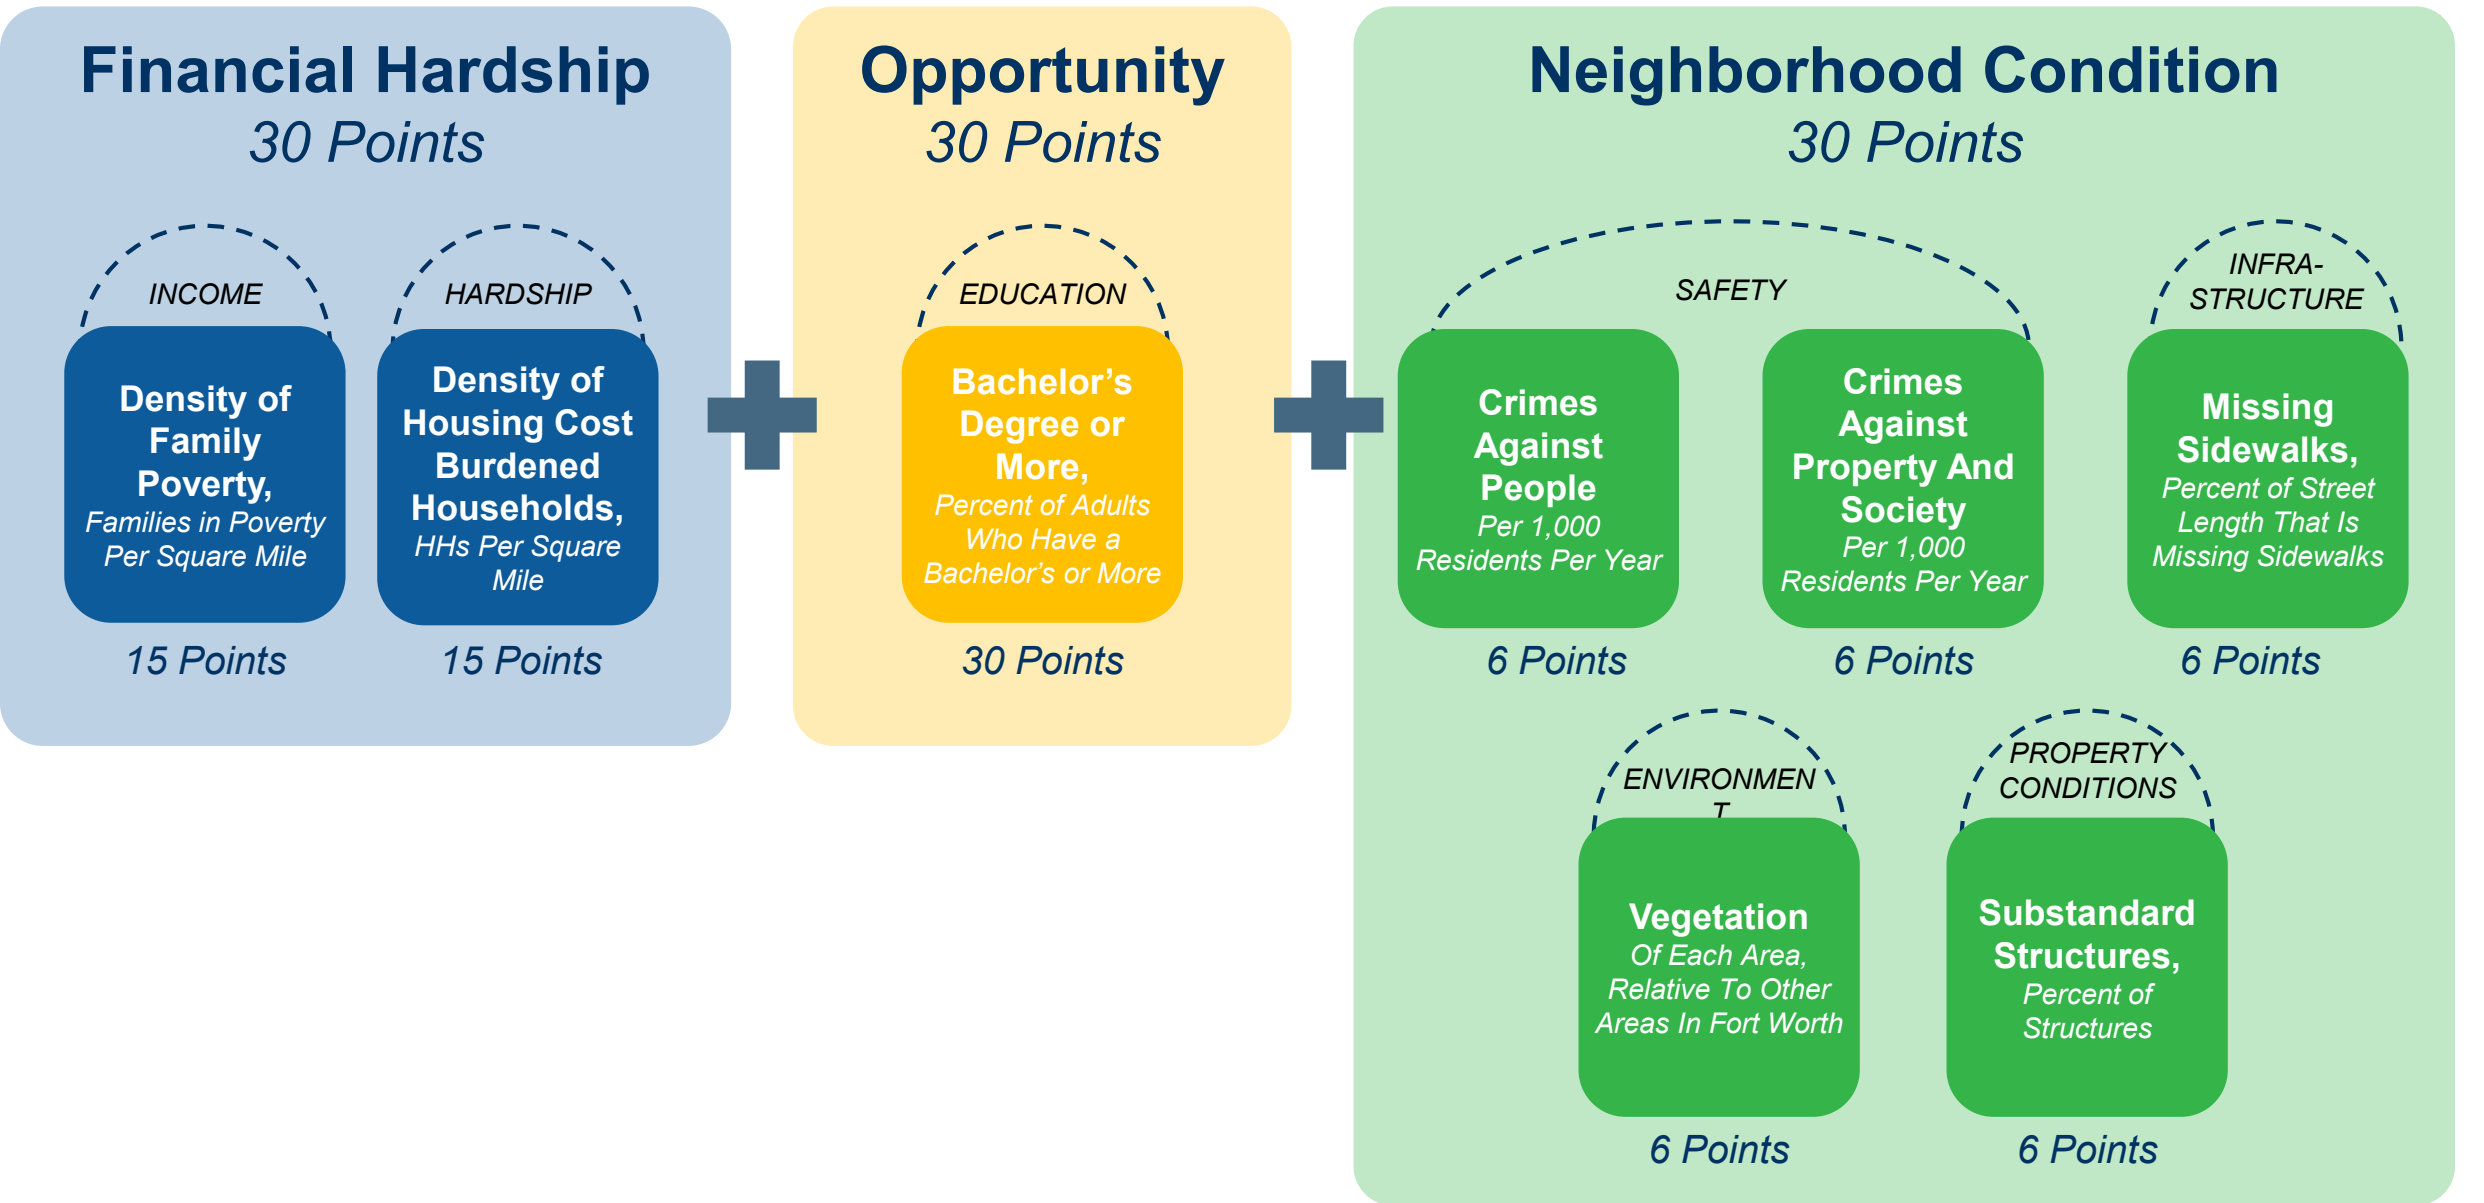 Financial Hardship
30 Points
INCOME
HARDSHIP
Density of
Family
Poverty,
Families in Poverty
Per Square Mile
15 Points
Density of
Housing Cost
Burdened
Households,
HHs Per Square
Mile
15 Points
Opportunity
30 Points
EDUCATION
Bachelor’s
Degree or
More,
Percent of Adults
Who Have a
Bachelor’s or More
30 Points
Neighborhood Condition
30 Points
SAFETY
Crimes
Against
People
Per 1,000
Residents Per Year
6 Points
Crimes
Against
Property And
Society
Per 1,000
Residents Per Year
6 Points
INFRA-
STRUCTURE
Missing
Sidewalks,
Percent of Street
Length That Is
Missing Sidewalks
6 Points
ENVIRONMEN
T
Vegetation
Of Each Area,
Relative To Other
Areas In Fort Worth
6 Points
PROPERTY
CONDITIONS
Substandard
Structures,
Percent of
Structures
6 Points